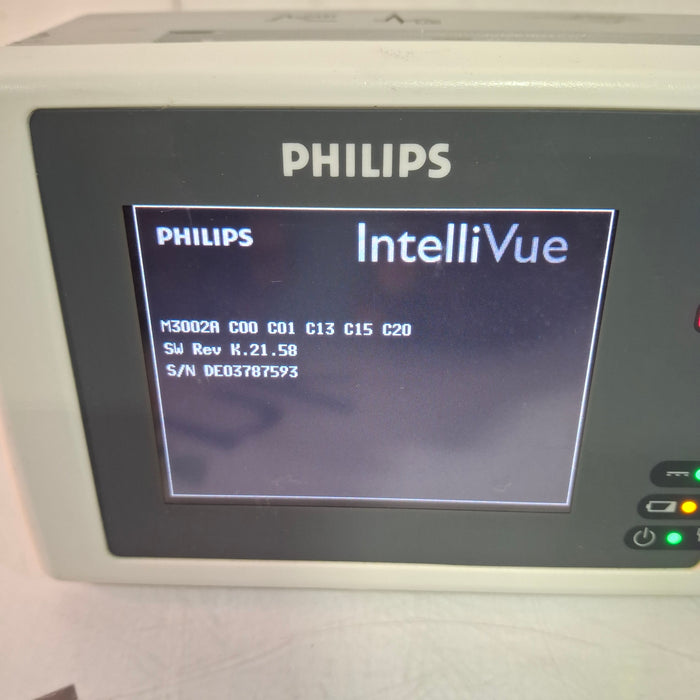 PHILIPS
PHILIPS
IntelliVue
M3002A C00 C01 C13 C15 C20
SW Rev K.21.58
S/N DE03787593